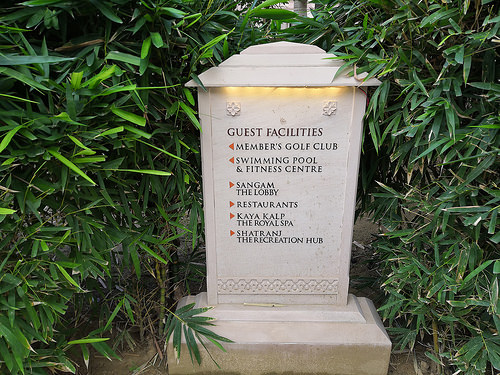 GUEST FACILITIES
MEMBER'S GOLF CLUB
SWIMMING POOL
& FITNESS CENTRE
SANGAM
THE LOBBY
RESTAURANTS
KAYA KALP
THE ROYAL SPA
SHATRANJ
THE RECREATION HUB